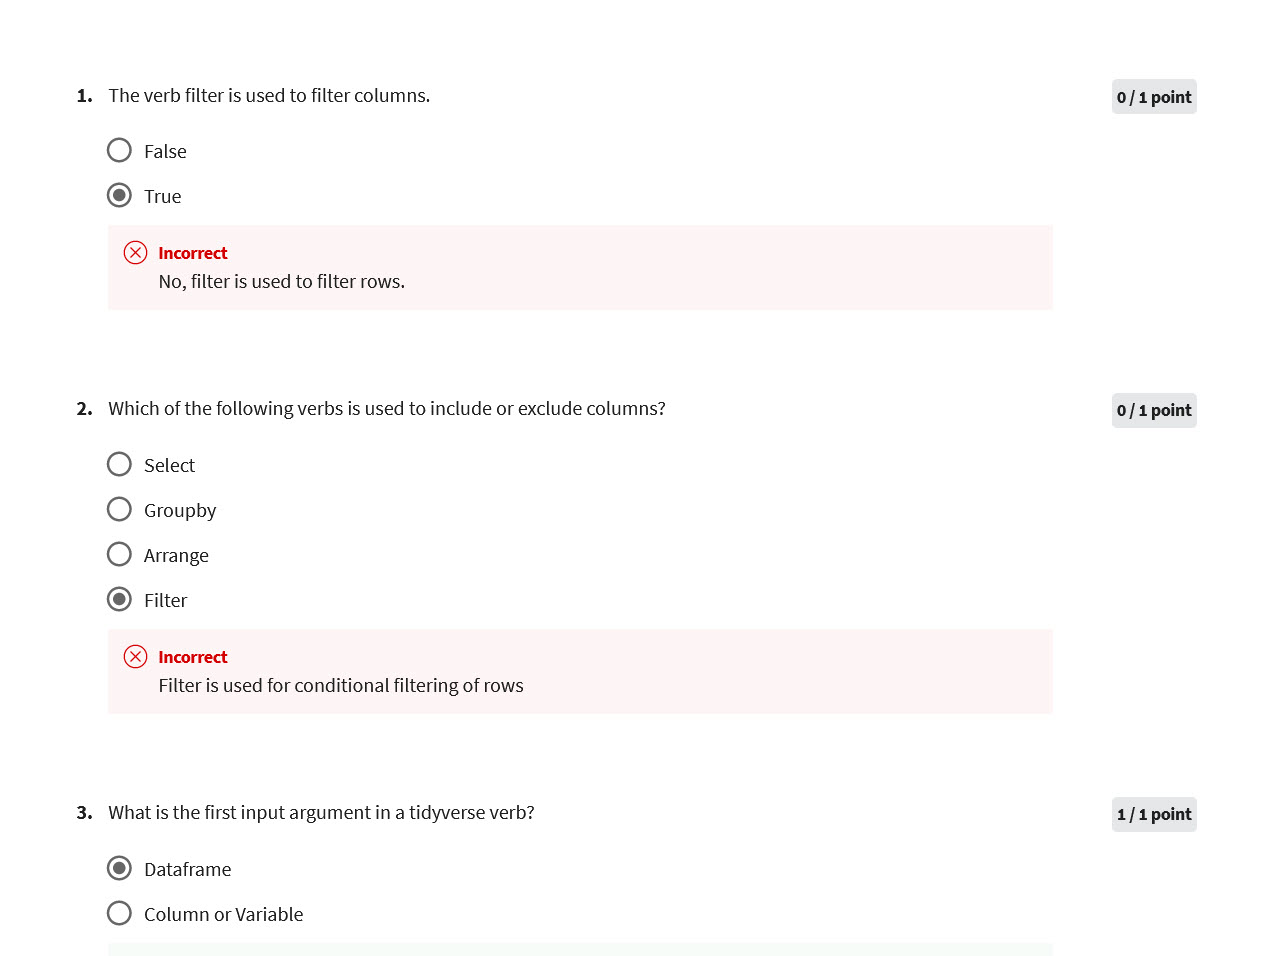 1. The verb filter is used to filter columns. 0 / 1 point
False
True
Incorrect
No, filter is used to filter rows.
2. Which of the following verbs is used to include or exclude columns? 0 / 1 point
Select
Groupby
Arrange
Filter
Incorrect
Filter is used for conditional filtering of rows
3. What is the first input argument in a tidyverse verb? 1 / 1 point
Dataframe
Column or Variable